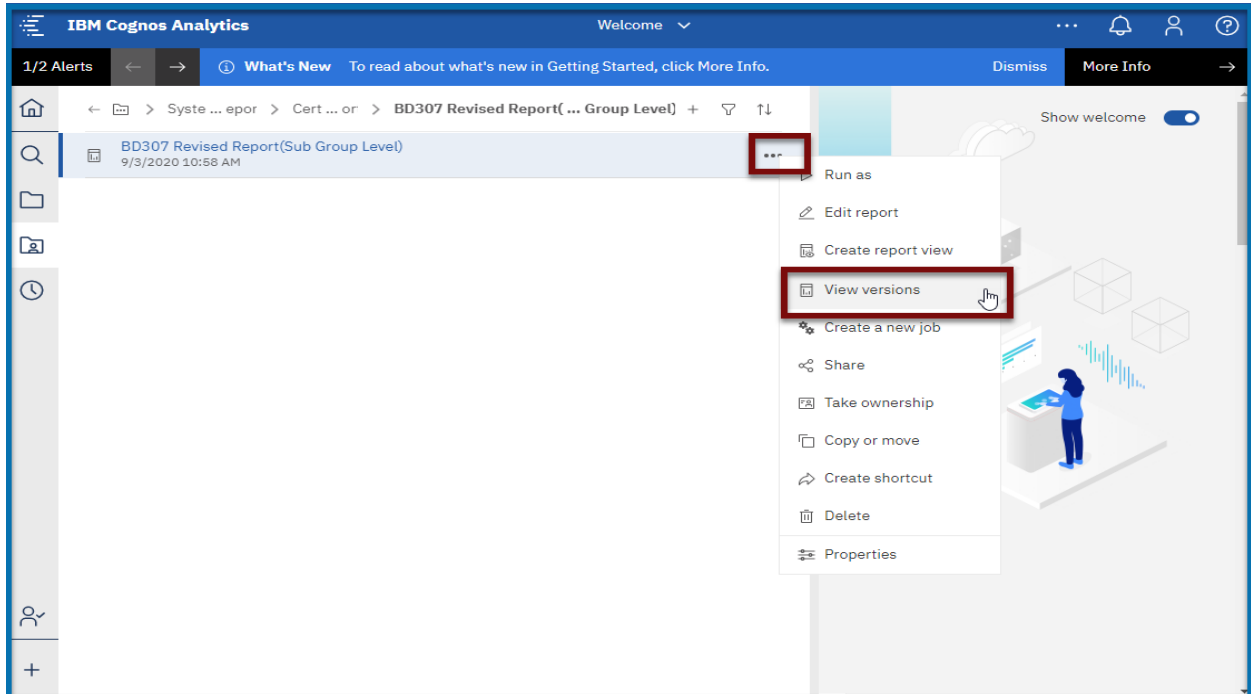 IBM Cognos Analytics Welcome
1/2 Alerts What's New To read about what's new in Getting Started, click More Info. Dismiss More Info
Syste ... epor > Cert ... or > BD307 Revised Report( ... Group Level)
Show welcome
BD307 Revised Report(Sub Group Level)
9/3/2020 10:58 AM
Run as
Edit report
Create report view
View versions
Create a new job
Share
Take ownership
Copy or move
Create shortcut
Delete
Properties